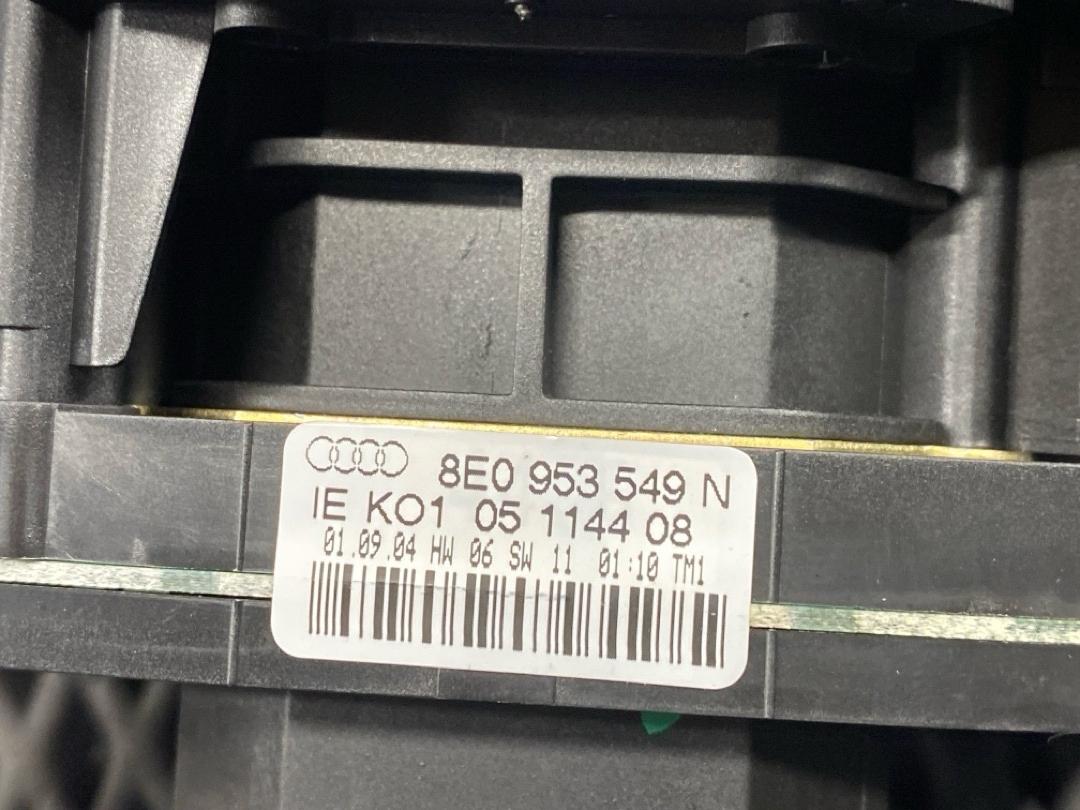 8E0 953 549 N
IE KO1 05 1144 08
01.09.04 HW 06 SW 11 01:10 TM1